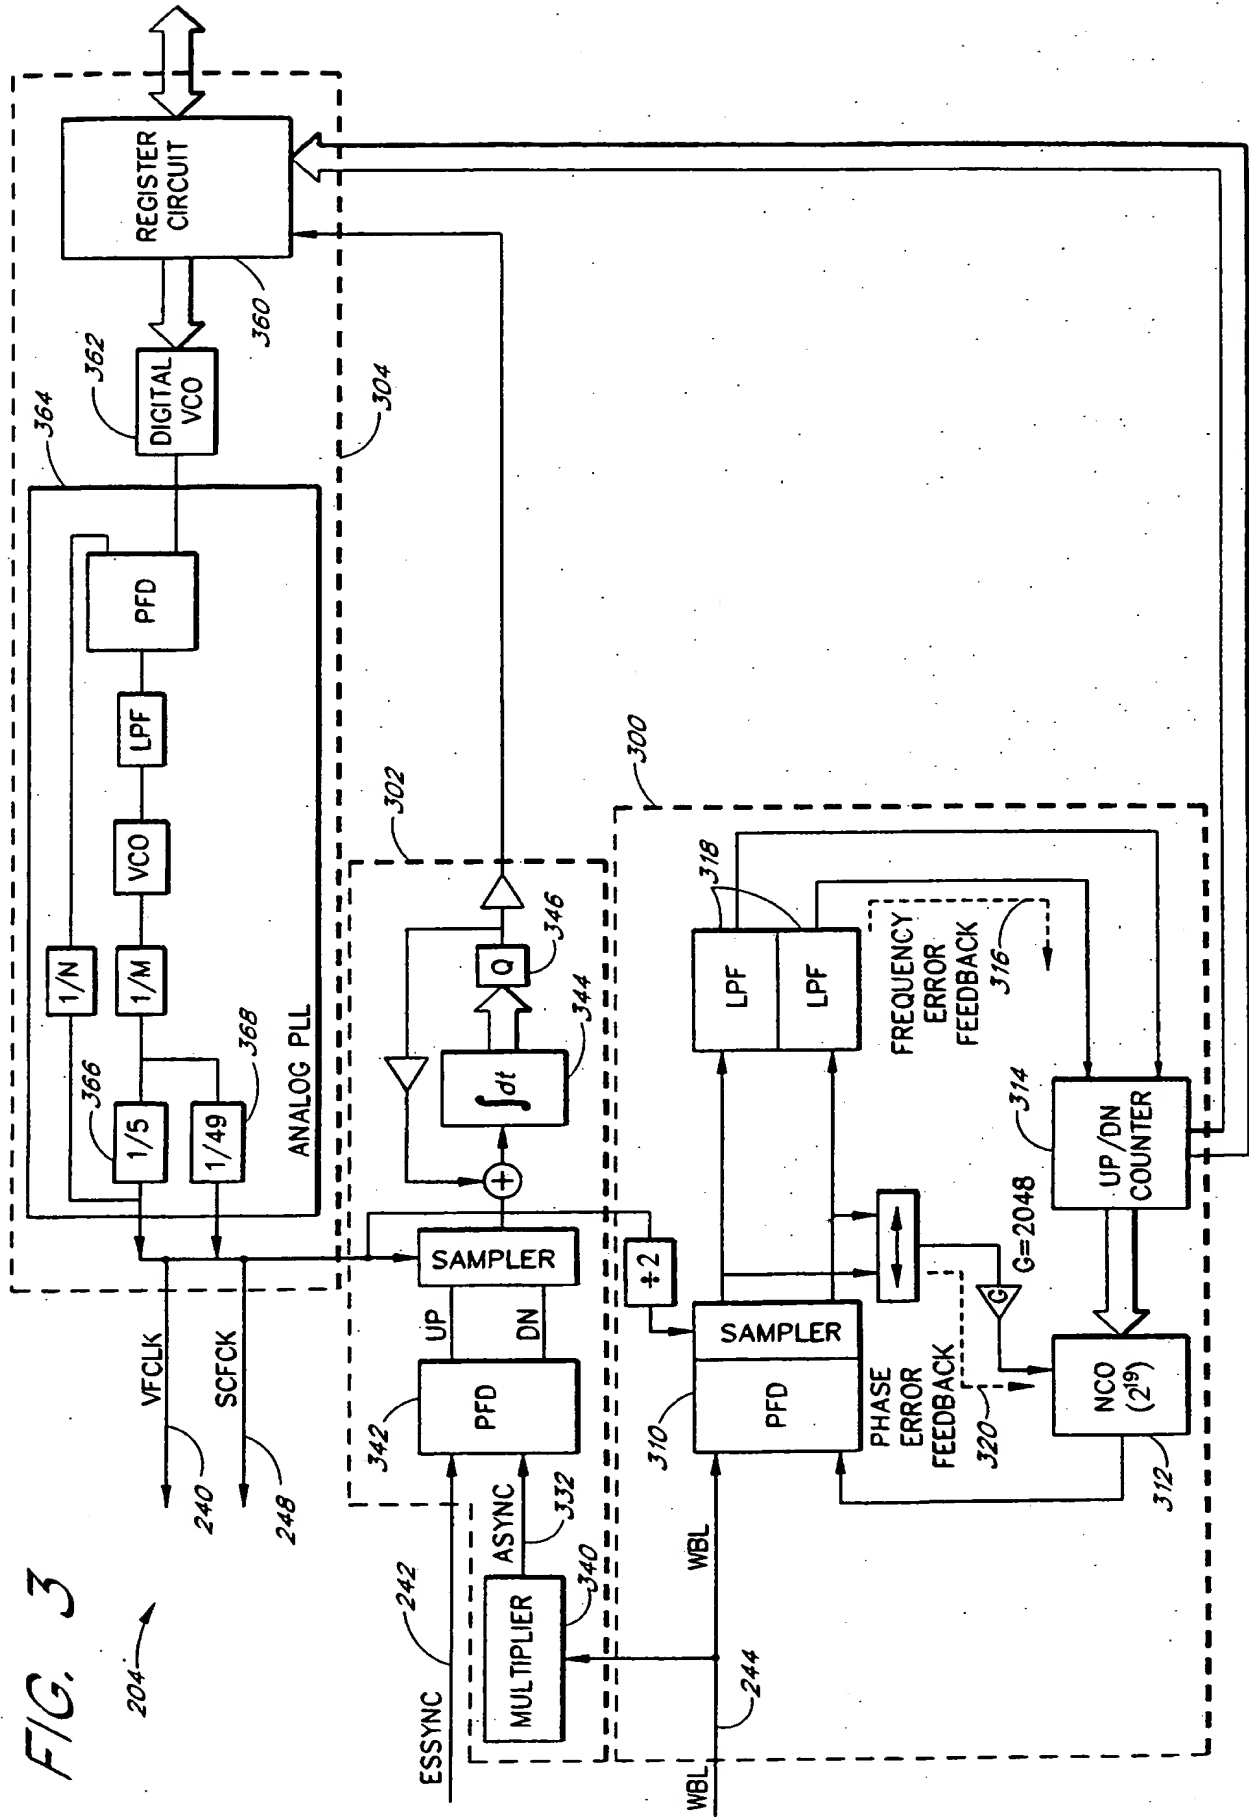 FIG. 3
204
ESSYNC
242
WBL
244
WBL
MULTIPLIER
340
ASYNC
332
VFCLK
240
SCFCK
248
342
PFD
UP
DN
SAMPLER
∫dt
344
Q
346
302
ANALOG PLL
1/5
366
1/49
368
1/N
1/M
VCO
LPF
PFD
364
DIGITAL
VCO
362
REGISTER
CIRCUIT
360
304
300
310
PFD
SAMPLER
÷2
PHASE
ERROR
FEEDBACK
320
G
G=2048
NCO
(2¹⁹)
312
UP/DN
COUNTER
314
LPF
LPF
318
FREQUENCY
ERROR
FEEDBACK
316